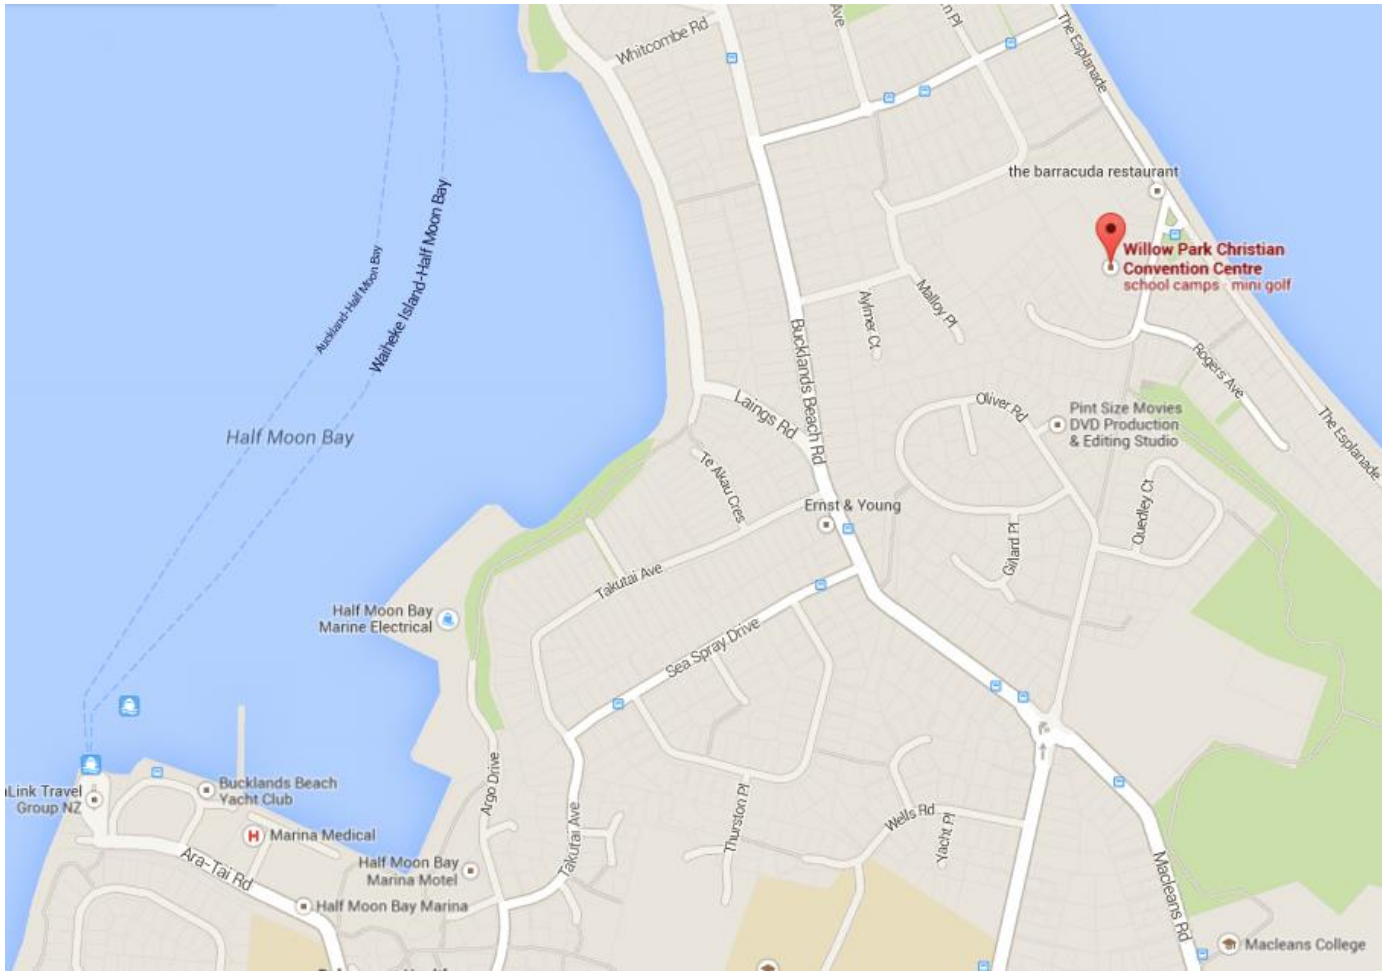 Whitcombe Rd
Ave
n Pl
The Esplanade
the barracuda restaurant
Willow Park Christian
Convention Centre
school camps · mini golf
Auckland-Half Moon Bay
Waiheke Island-Half Moon Bay
Malloy Pl
Aylmer Ct
Bucklands Beach Rd
Rogers Ave
Laings Rd
Oliver Rd
Pint Size Movies
DVD Production
& Editing Studio
The Esplanade
Half Moon Bay
Te Akau Cres
Quedley Ct
Ernst & Young
Gifard Pl
Takutai Ave
Half Moon Bay
Marine Electrical
Sea Spray Drive
Argo Drive
Link Travel
Group NZ
Bucklands Beach
Yacht Club
Marina Medical
H
Takutai Ave
Thurston Pl
Wells Rd
Yacht Pl
Ara-Tai Rd
Half Moon Bay
Marina Motel
Half Moon Bay Marina
Macleans Rd
Macleans College